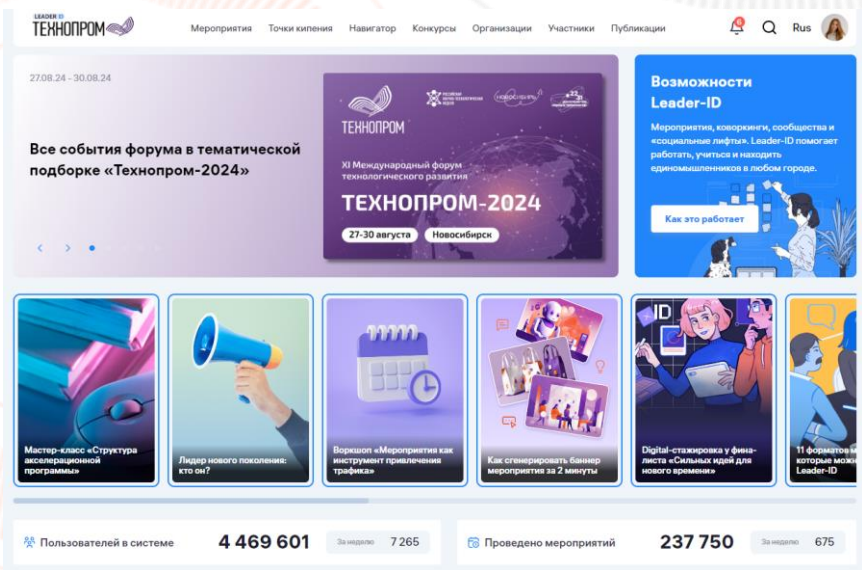 LEADER ID
ТЕХНОПРОМ
Мероприятия Точки кипения Навигатор Конкурсы Организации Участники Публикации
6
Rus
27.08.24 - 30.08.24
Все события форума в тематической
подборке «Технопром-2024»
ТЕХНОПРОМ
НОВОСИБИРСК
XI Международный форум
технологического развития
ТЕХНОПРОМ-2024
27-30 августа Новосибирск
Возможности
Leader-ID
Мероприятия, коворкинги, сообщества и
«социальные лифты». Leader-ID помогает
работать, учиться и находить
единомышленников в любом городе.
Как это работает
Мастер-класс «Структура
акселерационной
программы»
Лидер нового поколения:
кто он?
Воркшоп «Мероприятия как
инструмент привлечения
трафика»
Как сгенерировать баннер
мероприятия за 2 минуты
ID
Digital-стажировка у фина-
листа «Сильных идей для
нового времени»
11 форматов
которые
Leader-ID
Пользователей в системе 4 469 601 За неделю 7 265
Проведено мероприятий 237 750 За неделю 675